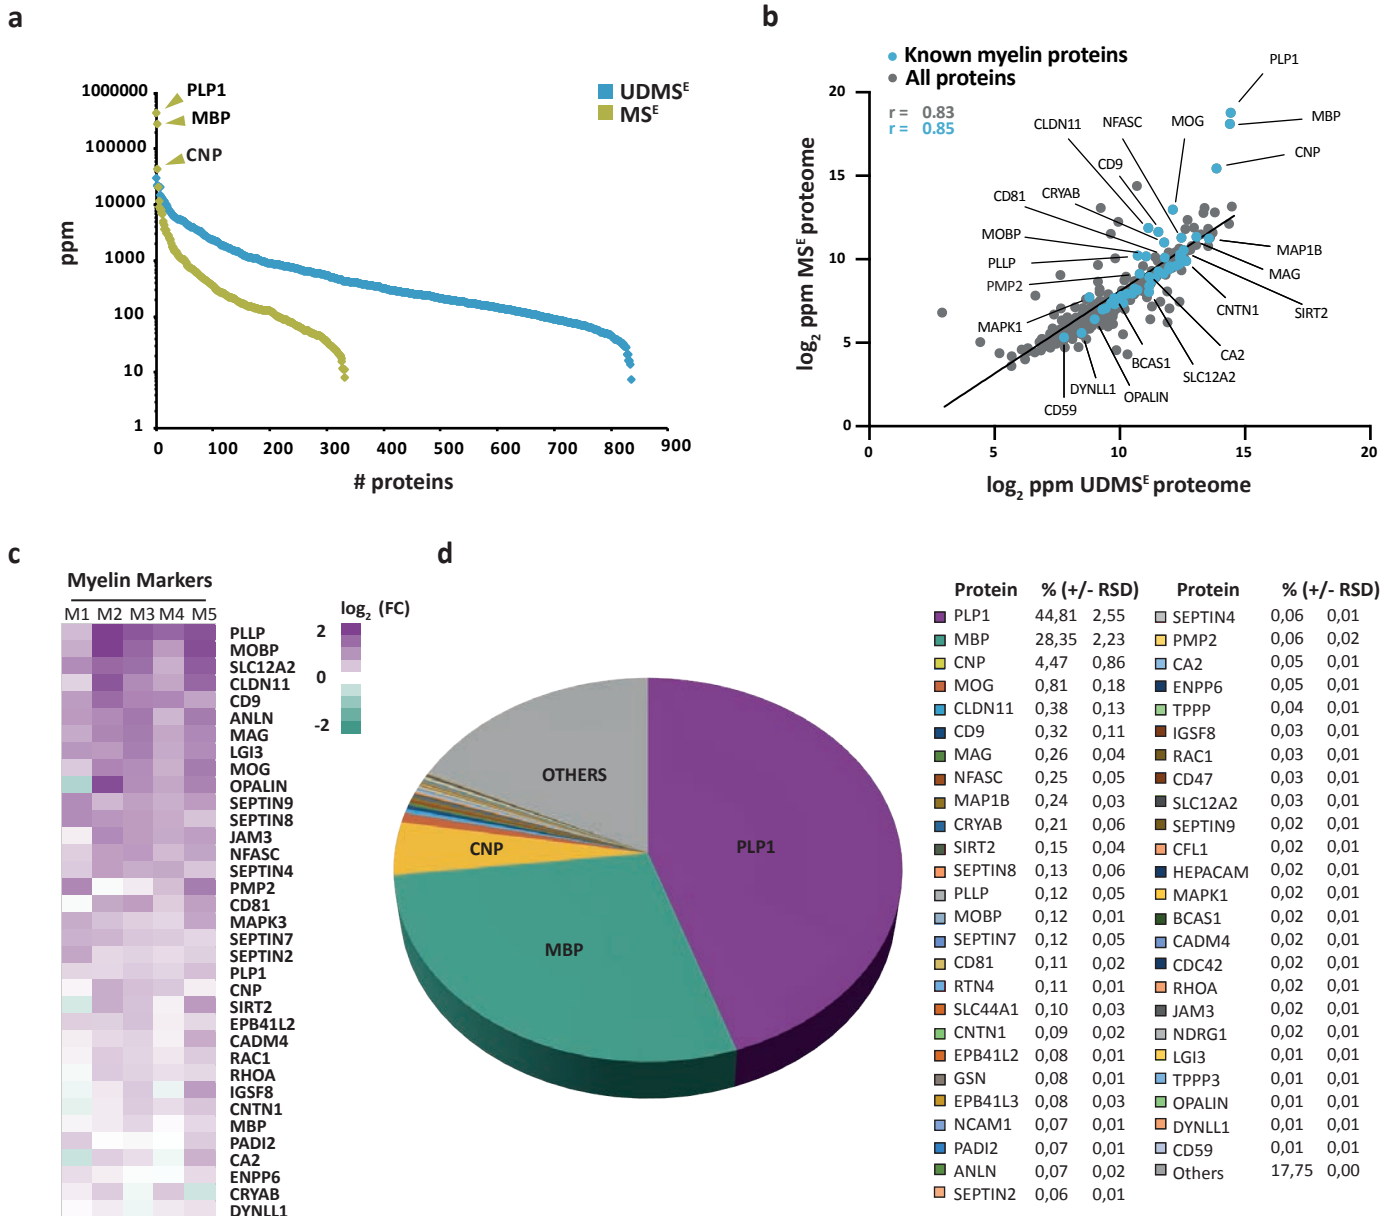 a
1000000
100000
10000
1000
100
10
1
ppm
PLP1
MBP
CNP
UDMSᴱ
MSᴱ
0 100 200 300 400 500 600 700 800 900
# proteins
b
Known myelin proteins
All proteins
r = 0.83
r = 0.85
20
15
10
5
0
log₂ ppm MSᴱ proteome
PLP1
MBP
CNP
MOG
NFASC
CLDN11
CD9
CRYAB
CD81
MOBP
PLLP
PMP2
MAPK1
MAP1B
MAG
SIRT2
CNTN1
CA2
SLC12A2
BCAS1
OPALIN
DYNLL1
CD59
0 5 10 15 20
log₂ ppm UDMSᴱ proteome
c
Myelin Markers
M1 M2 M3 M4 M5
log₂ (FC)
2
0
-2
PLLP
MOBP
SLC12A2
CLDN11
CD9
ANLN
MAG
LGI3
MOG
OPALIN
SEPTIN9
SEPTIN8
JAM3
NFASC
SEPTIN4
PMP2
CD81
MAPK3
SEPTIN7
SEPTIN2
PLP1
CNP
SIRT2
EPB41L2
CADM4
RAC1
RHOA
IGSF8
CNTN1
MBP
PADI2
CA2
ENPP6
CRYAB
DYNLL1
d
OTHERS
CNP
PLP1
MBP
Protein % (+/- RSD)
PLP1 44,81 2,55
MBP 28,35 2,23
CNP 4,47 0,86
MOG 0,81 0,18
CLDN11 0,38 0,13
CD9 0,32 0,11
MAG 0,26 0,04
NFASC 0,25 0,05
MAP1B 0,24 0,03
CRYAB 0,21 0,06
SIRT2 0,15 0,04
SEPTIN8 0,13 0,06
PLLP 0,12 0,05
MOBP 0,12 0,01
SEPTIN7 0,12 0,05
CD81 0,11 0,02
RTN4 0,11 0,01
SLC44A1 0,10 0,03
CNTN1 0,09 0,02
EPB41L2 0,08 0,01
GSN 0,08 0,01
EPB41L3 0,08 0,03
NCAM1 0,07 0,01
PADI2 0,07 0,01
ANLN 0,07 0,02
SEPTIN2 0,06 0,01
Protein % (+/- RSD)
SEPTIN4 0,06 0,01
PMP2 0,06 0,02
CA2 0,05 0,01
ENPP6 0,05 0,01
TPPP 0,04 0,01
IGSF8 0,03 0,01
RAC1 0,03 0,01
CD47 0,03 0,01
SLC12A2 0,03 0,01
SEPTIN9 0,02 0,01
CFL1 0,02 0,01
HEPACAM 0,02 0,01
MAPK1 0,02 0,01
BCAS1 0,02 0,01
CADM4 0,02 0,01
CDC42 0,02 0,01
RHOA 0,02 0,01
JAM3 0,02 0,01
NDRG1 0,02 0,01
LGI3 0,01 0,01
TPPP3 0,01 0,01
OPALIN 0,01 0,01
DYNLL1 0,01 0,01
CD59 0,01 0,01
Others 17,75 0,00